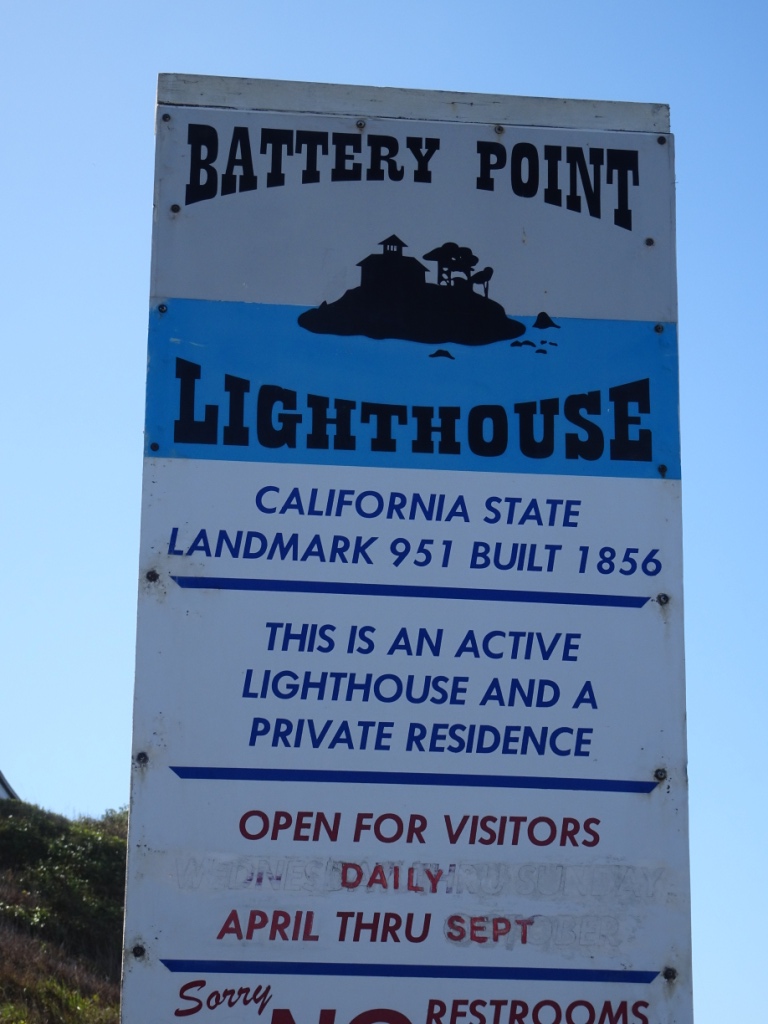 BATTERY POINT
LIGHTHOUSE
CALIFORNIA STATE
LANDMARK 951 BUILT 1856
THIS IS AN ACTIVE
LIGHTHOUSE AND A
PRIVATE RESIDENCE
OPEN FOR VISITORS
DAILY
APRIL THRU SEPT
Sorry NO RESTROOMS